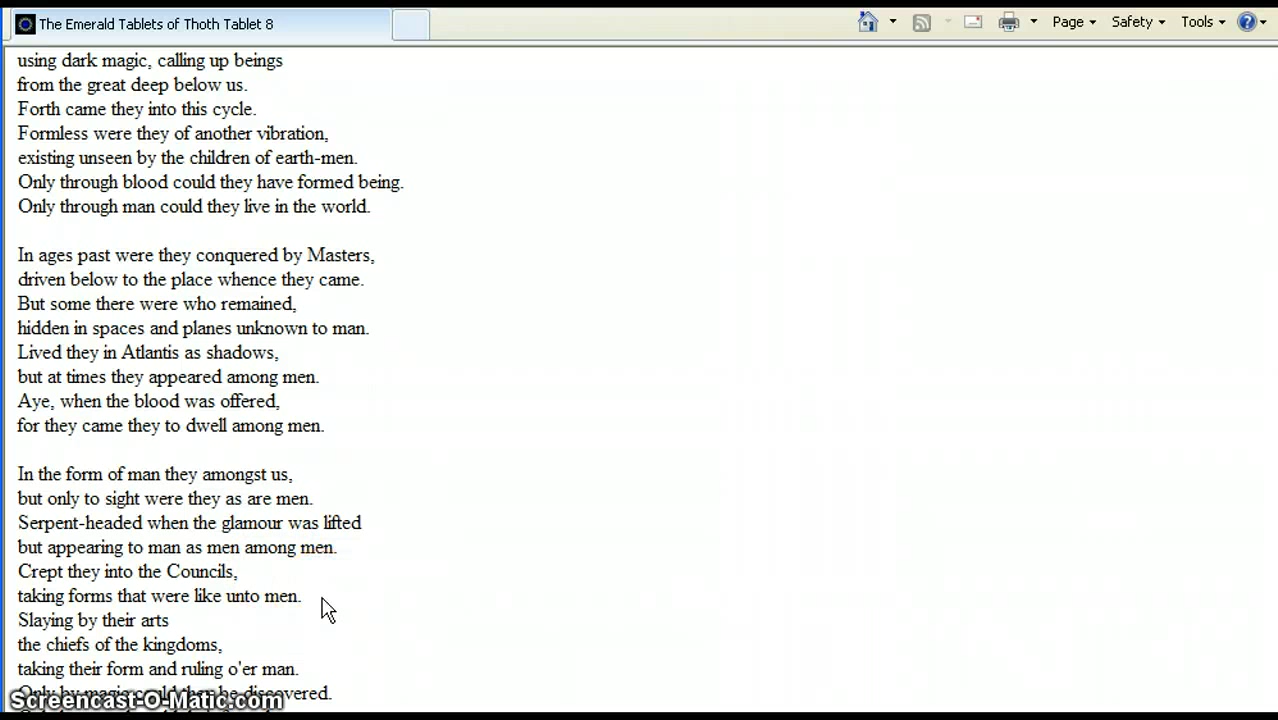 The Emerald Tablets of Thoth Tablet 8
Page
Safety
Tools
using dark magic, calling up beings
from the great deep below us.
Forth came they into this cycle.
Formless were they of another vibration,
existing unseen by the children of earth-men.
Only through blood could they have formed being.
Only through man could they live in the world.
In ages past were they conquered by Masters,
driven below to the place whence they came.
But some there were who remained,
hidden in spaces and planes unknown to man.
Lived they in Atlantis as shadows,
but at times they appeared among men.
Aye, when the blood was offered,
for they came they to dwell among men.
In the form of man they amongst us,
but only to sight were they as are men.
Serpent-headed when the glamour was lifted
but appearing to man as men among men.
Crept they into the Councils,
taking forms that were like unto men.
Slaying by their arts
the chiefs of the kingdoms,
taking their form and ruling o'er man.
Only by magic could they be discovered.
Screencast-O-Matic.com